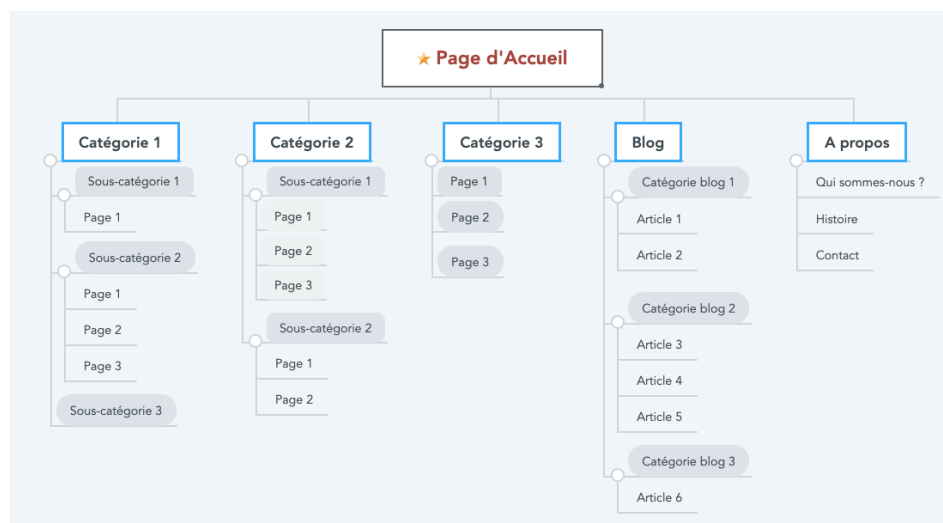 Page d'Accueil
Catégorie 1
Sous-catégorie 1
Page 1
Sous-catégorie 2
Page 1
Page 2
Page 3
Sous-catégorie 3
Catégorie 2
Sous-catégorie 1
Page 1
Page 2
Page 3
Sous-catégorie 2
Page 1
Page 2
Catégorie 3
Page 1
Page 2
Page 3
Blog
Catégorie blog 1
Article 1
Article 2
Catégorie blog 2
Article 3
Article 4
Article 5
Catégorie blog 3
Article 6
A propos
Qui sommes-nous ?
Histoire
Contact